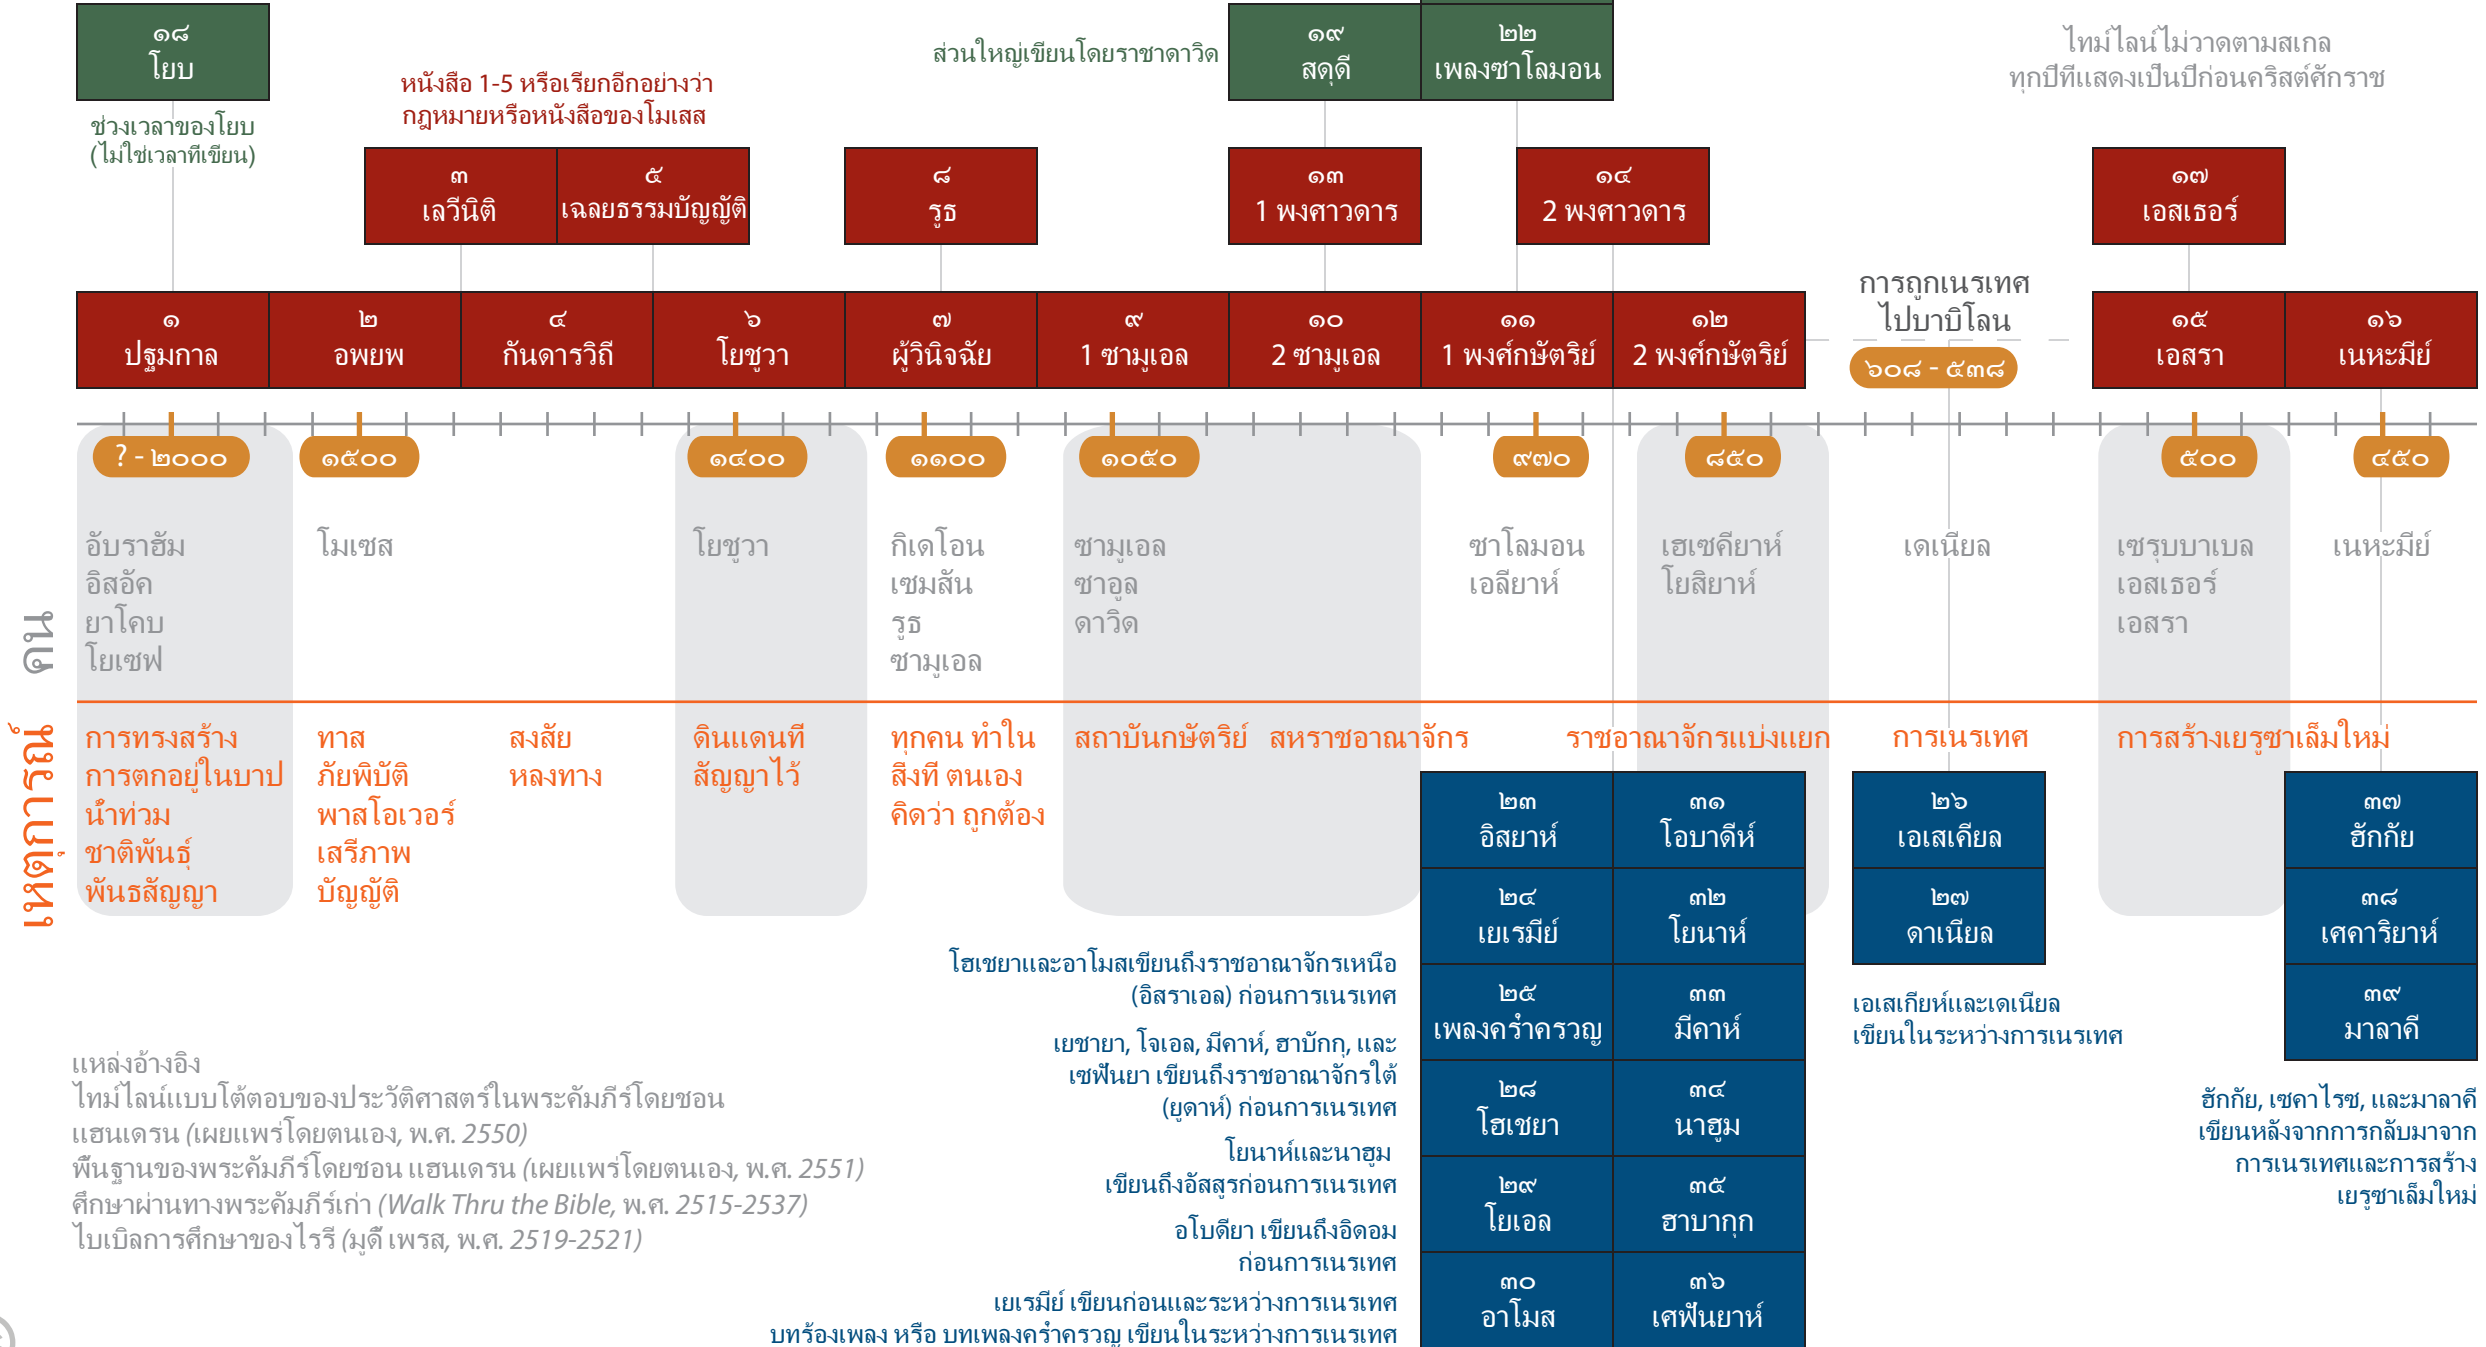 ๑๘
โยบ
ช่วงเวลาของโยบ
(ไม่ใช่เวลาที่เขียน)
หนังสือ 1-5 หรือเรียกอีกอย่างว่า
กฎหมายหรือหนังสือของโมเสส
ส่วนใหญ่เขียนโดยราชาดาวิด
๑๙
สดุดี
๒๒
เพลงซาโลมอน
ไทม์ไลน์ไม่วาดตามสเกล
ทุกปีที่แสดงเป็นปีก่อนคริสต์ศักราช
๓
เลวีนิติ
๕
เฉลยธรรมบัญญัติ
๘
รูธ
๑๓
1 พงศาวดาร
๑๔
2 พงศาวดาร
๑๗
เอสเธอร์
๑
ปฐมกาล
๒
อพยพ
๔
กันดารวิถี
๖
โยชูวา
๗
ผู้วินิจฉัย
๙
1 ซามูเอล
๑๐
2 ซามูเอล
๑๑
1 พงศ์กษัตริย์
๑๒
2 พงศ์กษัตริย์
การถูกเนรเทศ
ไปบาบิโลน
๖๐๘ - ๕๓๘
๑๕
เอสรา
๑๖
เนหะมีย์
? - ๒๐๐๐
๑๕๐๐
๑๔๐๐
๑๑๐๐
๑๐๕๐
๙๗๐
๘๕๐
๕๐๐
๔๕๐
คน
อับราฮัม
อิสอัค
ยาโคบ
โยเซฟ
โมเซส
โยชูวา
กิเดโอน
เซมสัน
รูธ
ซามูเอล
ซามูเอล
ซาอูล
ดาวิด
ซาโลมอน
เอลียาห์
เฮเซคียาห์
โยสิยาห์
เดเนียล
เซรุบบาเบล
เอสเธอร์
เอสรา
เนหะมีย์
เหตุการณ์
การทรงสร้าง
การตกอยู่ในบาป
น้ำท่วม
ชาติพันธุ์
พันธสัญญา
ทาส
ภัยพิบัติ
พาสโอเวอร์
เสรีภาพ
บัญญัติ
สงสัย
หลงทาง
ดินแดนที่
สัญญาไว้
ทุกคน ทำใน
สิ่งที่ ตนเอง
คิดว่า ถูกต้อง
สถาบันกษัตริย์
สหราชอาณาจักร
ราชอาณาจักรแบ่งแยก
การเนรเทศ
การสร้างเยรูซาเล็มใหม่
๒๓
อิสยาห์
๓๑
โอบาดีห์
๒๔
เยเรมีย์
๓๒
โยนาห์
๒๕
เพลงคร่ำครวญ
๓๓
มีคาห์
๒๘
โฮเชยา
๓๔
นาฮูม
๒๙
โยเอล
๓๕
ฮาบากุก
๓๐
อาโมส
๓๖
เศฟันยาห์
๒๖
เอเสเคียล
๒๗
ดาเนียล
เอเสเกียห์และเดเนียล
เขียนในระหว่างการเนรเทศ
๓๗
ฮักกัย
๓๘
เศคาริยาห์
๓๙
มาลาคี
ฮักกัย, เซคาไรซ, และมาลาคี
เขียนหลังจากการกลับมาจาก
การเนรเทศและการสร้าง
เยรูซาเล็มใหม่
โฮเชยาและอาโมสเขียนถึงราชอาณาจักรเหนือ
(อิสราเอล) ก่อนการเนรเทศ
เยชายา, โจเอล, มีคาห์, ฮาบักกุ, และ
เซฟันยา เขียนถึงราชอาณาจักรใต้
(ยูดาห์) ก่อนการเนรเทศ
โยนาห์และนาฮูม
เขียนถึงอัสสูรก่อนการเนรเทศ
อโบดียา เขียนถึงอิดอม
ก่อนการเนรเทศ
เยเรมีย์ เขียนก่อนและระหว่างการเนรเทศ
บทร้องเพลง หรือ บทเพลงคร่ำครวญ เขียนในระหว่างการเนรเทศ
แหล่งอ้างอิง
ไทม์ไลน์แบบโต้ตอบของประวัติศาสตร์ในพระคัมภีร์โดยชอน
แฮนเดรน (เผยแพร่โดยตนเอง, พ.ศ. 2550)
พื้นฐานของพระคัมภีร์โดยชอน แฮนเดรน (เผยแพร่โดยตนเอง, พ.ศ. 2551)
ศึกษาผ่านทางพระคัมภีร์เก่า (Walk Thru the Bible, พ.ศ. 2515-2537)
ไบเบิลการศึกษาของไรรี (มูดี้ เพรส, พ.ศ. 2519-2521)